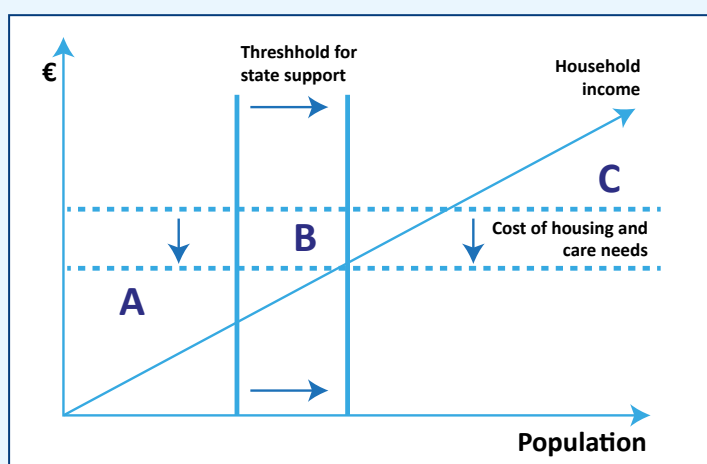 Threshhold for
state support
€
Household
income
C
B
Cost of housing and
care needs
A
Population